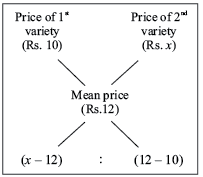 Price of 1st Price of 2nd
variety variety
(Rs. 10) (Rs. x)
Mean price
(Rs.12)
(x – 12) : (12 – 10)